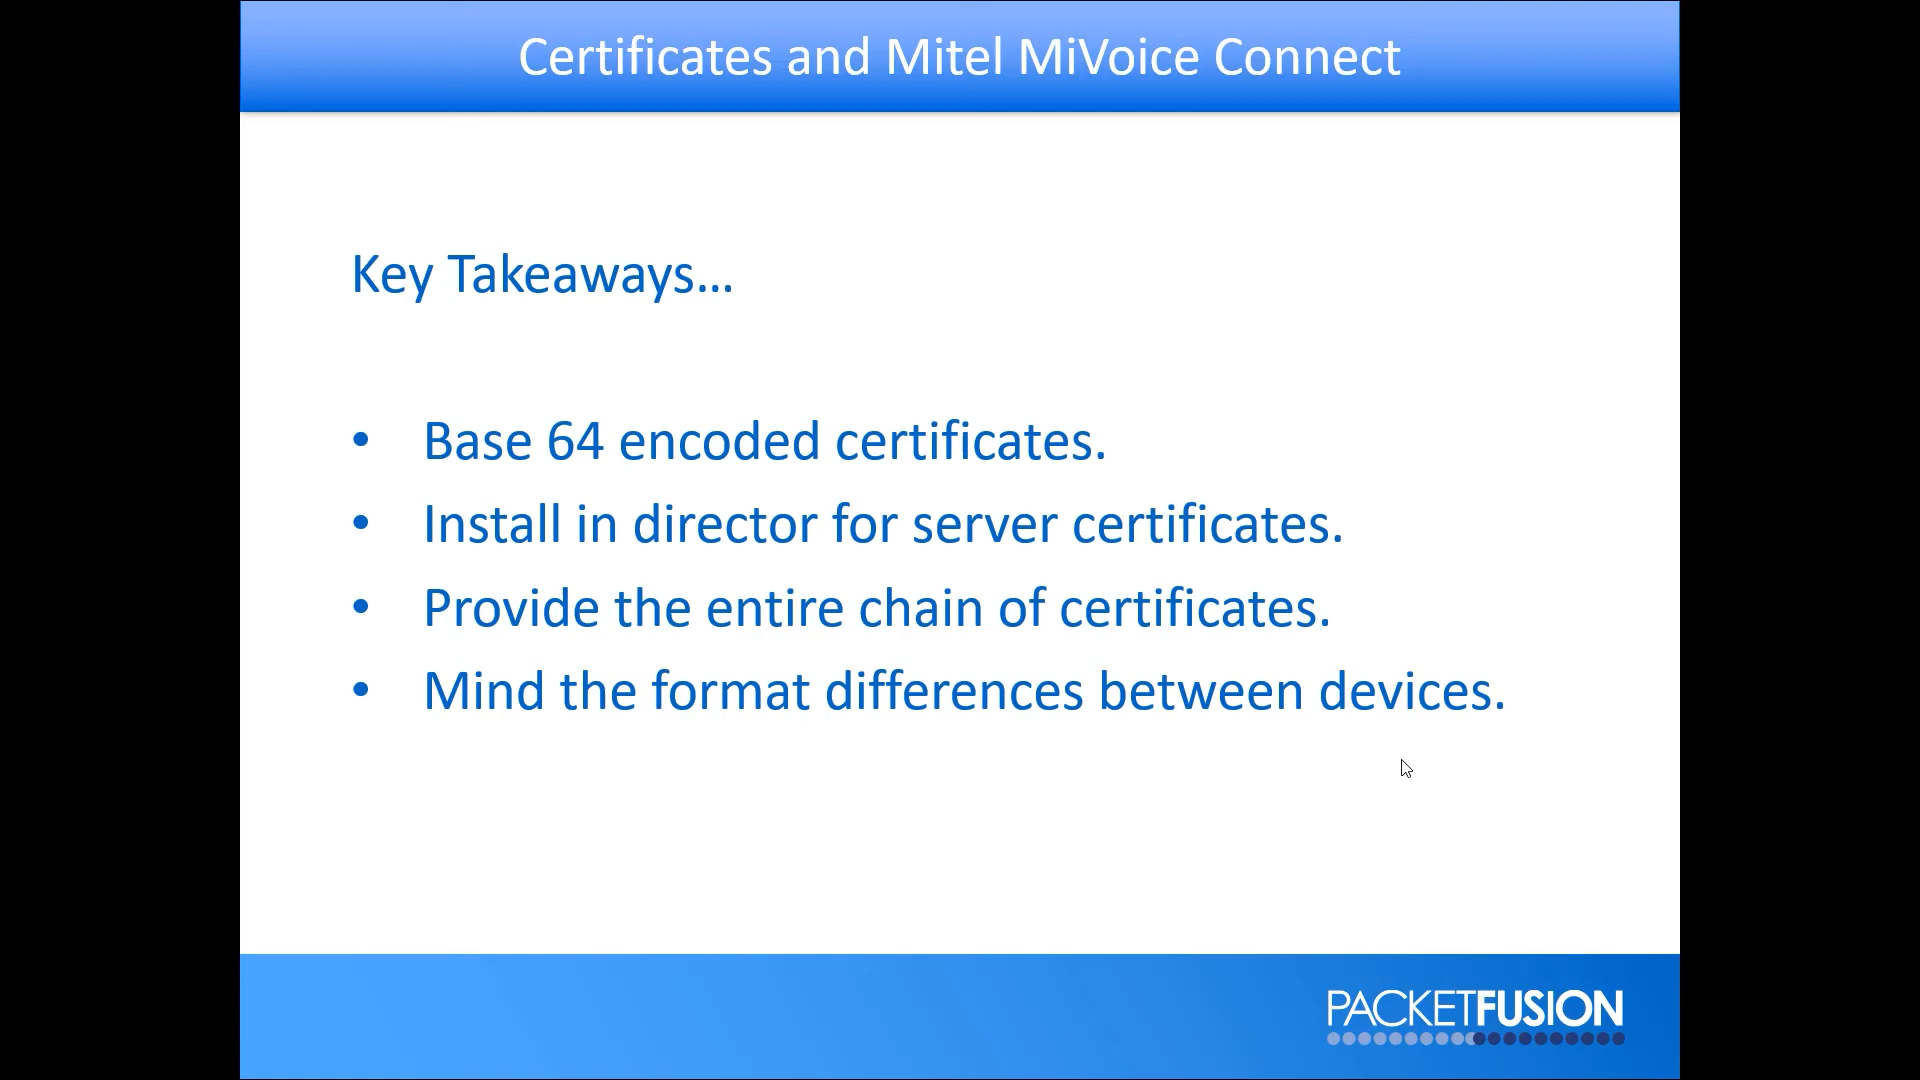 Certificates and Mitel MiVoice Connect
Key Takeaways...
• Base 64 encoded certificates.
• Install in director for server certificates.
• Provide the entire chain of certificates.
• Mind the format differences between devices.
PACKETFUSION